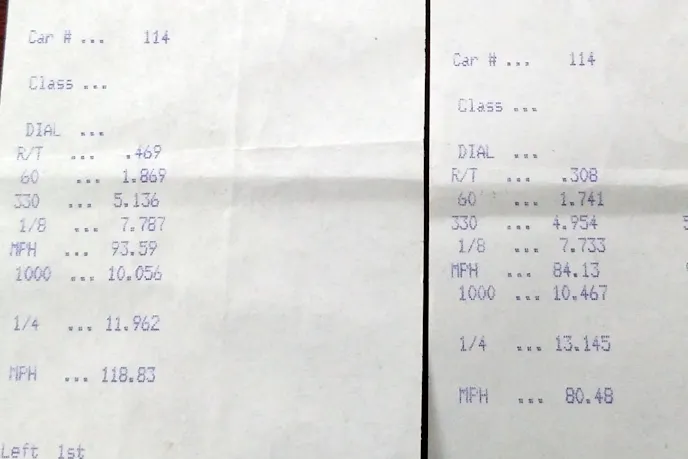 Car # ... 114
Class ...
DIAL ...
R/T ... .469
60 ... 1.869
330 ... 5.136
1/8 ... 7.787
MPH ... 93.59
1000 ... 10.056
1/4 ... 11.962
MPH ... 118.83
Left 1st
Car # ... 114
Class ...
DIAL ...
R/T ... .308
60' ... 1.741
330 ... 4.954
1/8 ... 7.733
MPH ... 84.13
1000 ... 10.467
1/4 ... 13.145
MPH ... 80.48